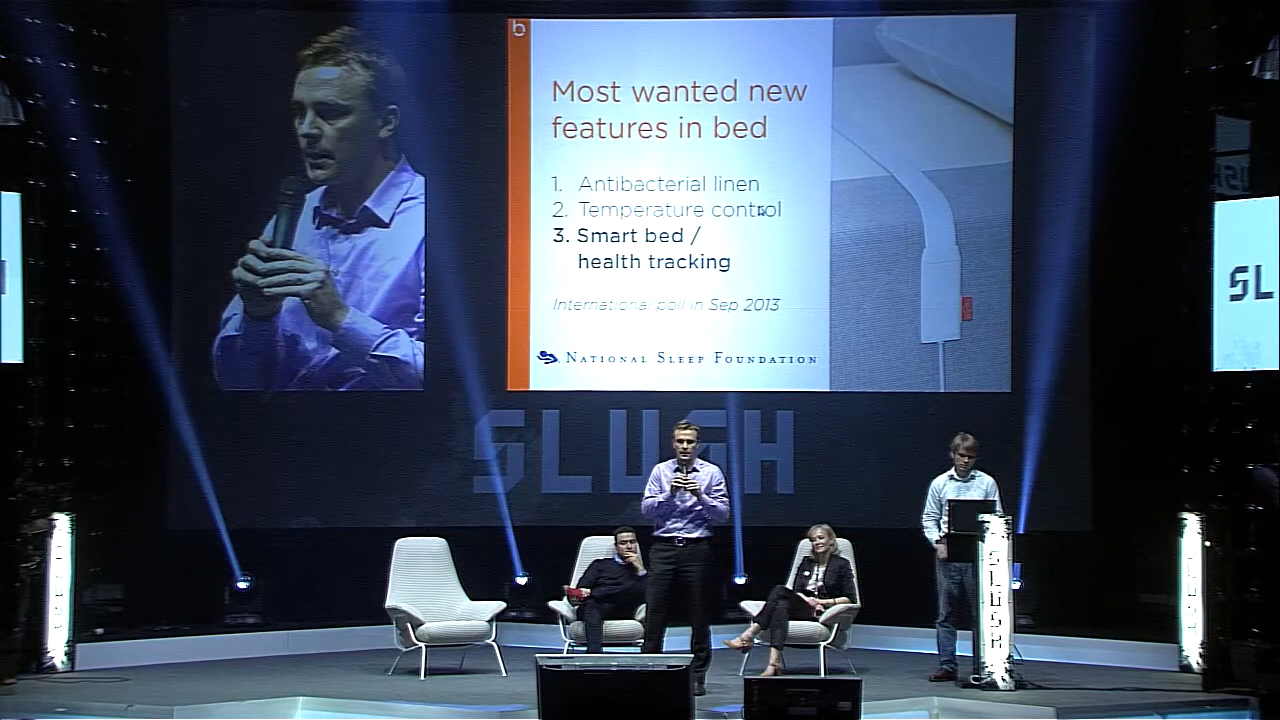 b
Most wanted new
features in bed
1. Antibacterial linen
2. Temperature control
3. Smart bed /
health tracking
International poll in Sep 2013
NATIONAL SLEEP FOUNDATION
SL
SLUSH
SLUSH